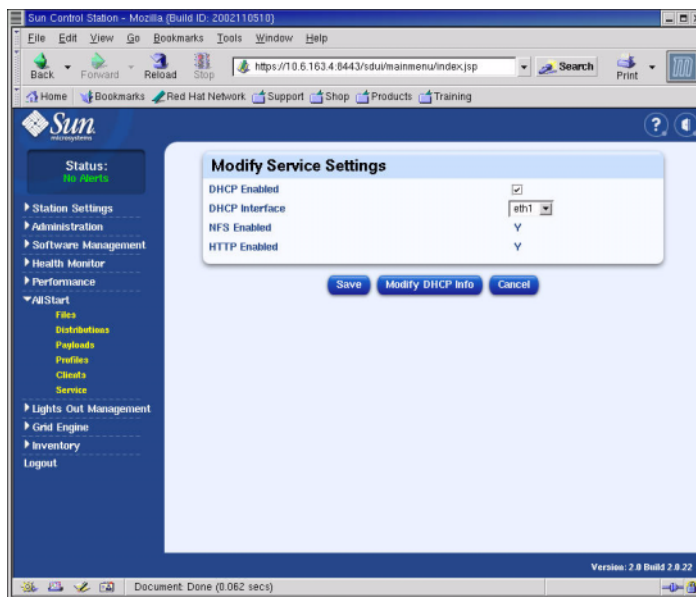 Sun Control Station - Mozilla {Build ID: 2002110510}
File Edit View Go Bookmarks Tools Window Help
Back Forward Reload Stop https://10.6.163.4:8443/sdui/mainmenu/index.jsp Search Print
Home Bookmarks Red Hat Network Support Shop Products Training
Sun
microsystems
?
Status:
No Alerts
Modify Service Settings
DHCP Enabled
DHCP Interface eth1
NFS Enabled Y
HTTP Enabled Y
Save Modify DHCP Info Cancel
Station Settings
Administration
Software Management
Health Monitor
Performance
AllStart
Files
Distributions
Payloads
Profiles
Clients
Service
Lights Out Management
Grid Engine
Inventory
Logout
Version: 2.0 Build 2.0.22
Document: Done (0.062 secs)